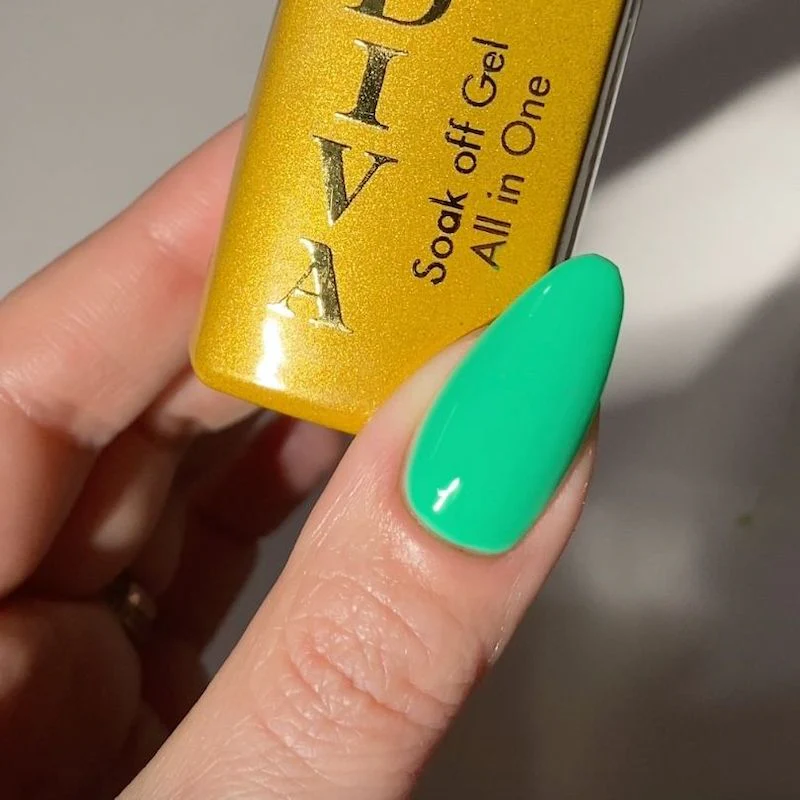 DIVA
Soak off Gel
All in One